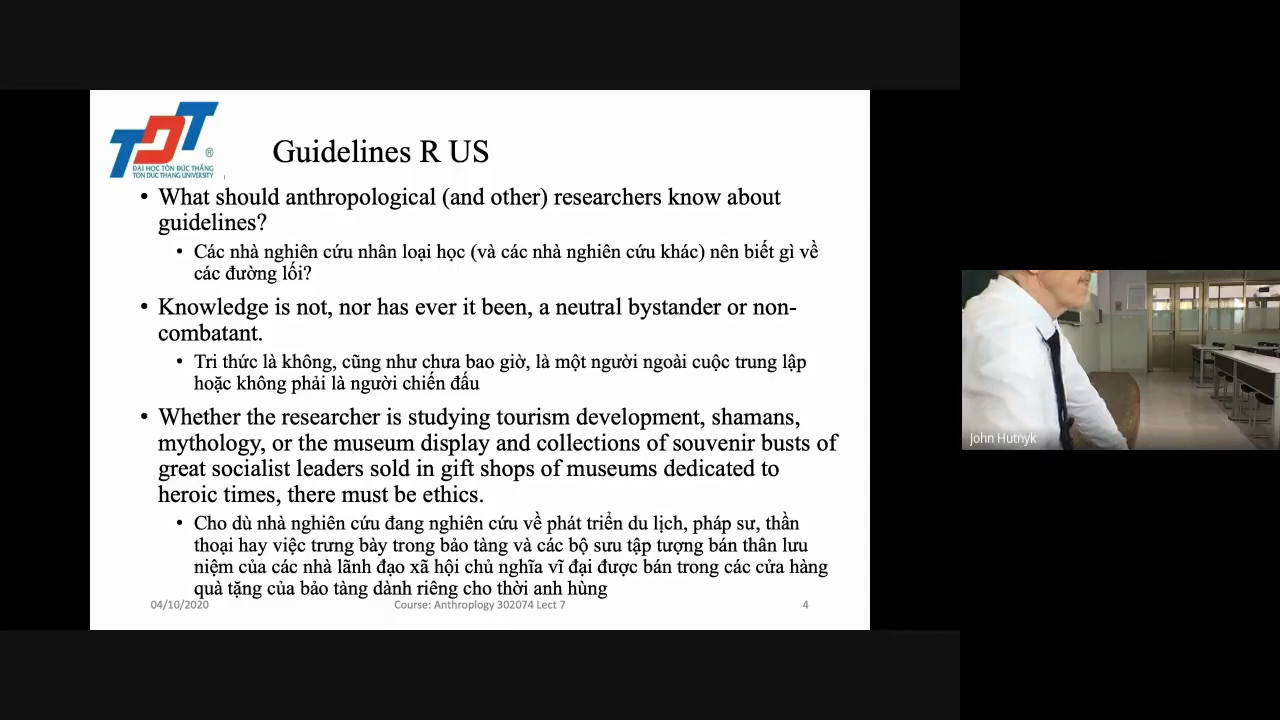 TDT
®
ĐẠI HỌC TÔN ĐỨC THẮNG
TON DUC THANG UNIVERSITY
Guidelines R US
• What should anthropological (and other) researchers know about
guidelines?
• Các nhà nghiên cứu nhân loại học (và các nhà nghiên cứu khác) nên biết gì về
các đường lối?
• Knowledge is not, nor has ever it been, a neutral bystander or non-
combatant.
• Tri thức là không, cũng như chưa bao giờ, là một người ngoài cuộc trung lập
hoặc không phải là người chiến đấu
• Whether the researcher is studying tourism development, shamans,
mythology, or the museum display and collections of souvenir busts of
great socialist leaders sold in gift shops of museums dedicated to
heroic times, there must be ethics.
• Cho dù nhà nghiên cứu đang nghiên cứu về phát triển du lịch, pháp sư, thần
thoại hay việc trưng bày trong bảo tàng và các bộ sưu tập tượng bán thân lưu
niệm của các nhà lãnh đạo xã hội chủ nghĩa vĩ đại được bán trong các cửa hàng
quà tặng của bảo tàng dành riêng cho thời anh hùng
04/10/2020
Course: Anthroplogy 302074 Lect 7
4
John Hutnyk